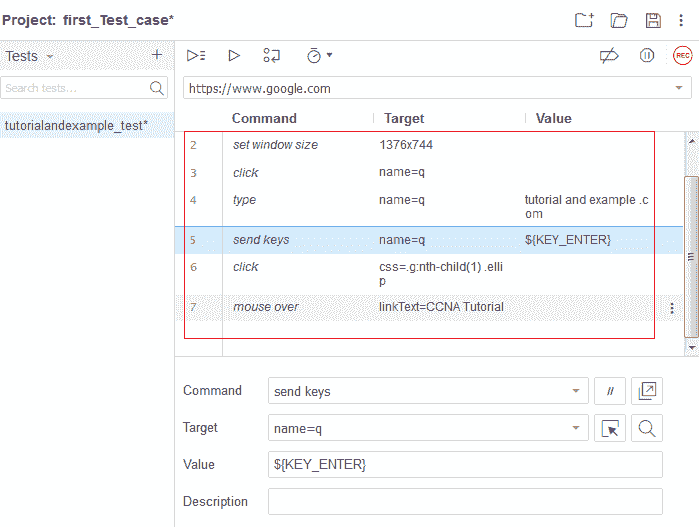 Project: first_Test_case*
Tests
REC
Search tests...
https://www.google.com
tutorialandexample_test*
Command Target Value
2 set window size 1376x744
3 click name=q
4 type name=q tutorial and example .c
om
5 send keys name=q ${KEY_ENTER}
6 click css=.g:nth-child(1) .elli
p
7 mouse over linkText=CCNA Tutorial
Command send keys //
Target name=q
Value ${KEY_ENTER}
Description